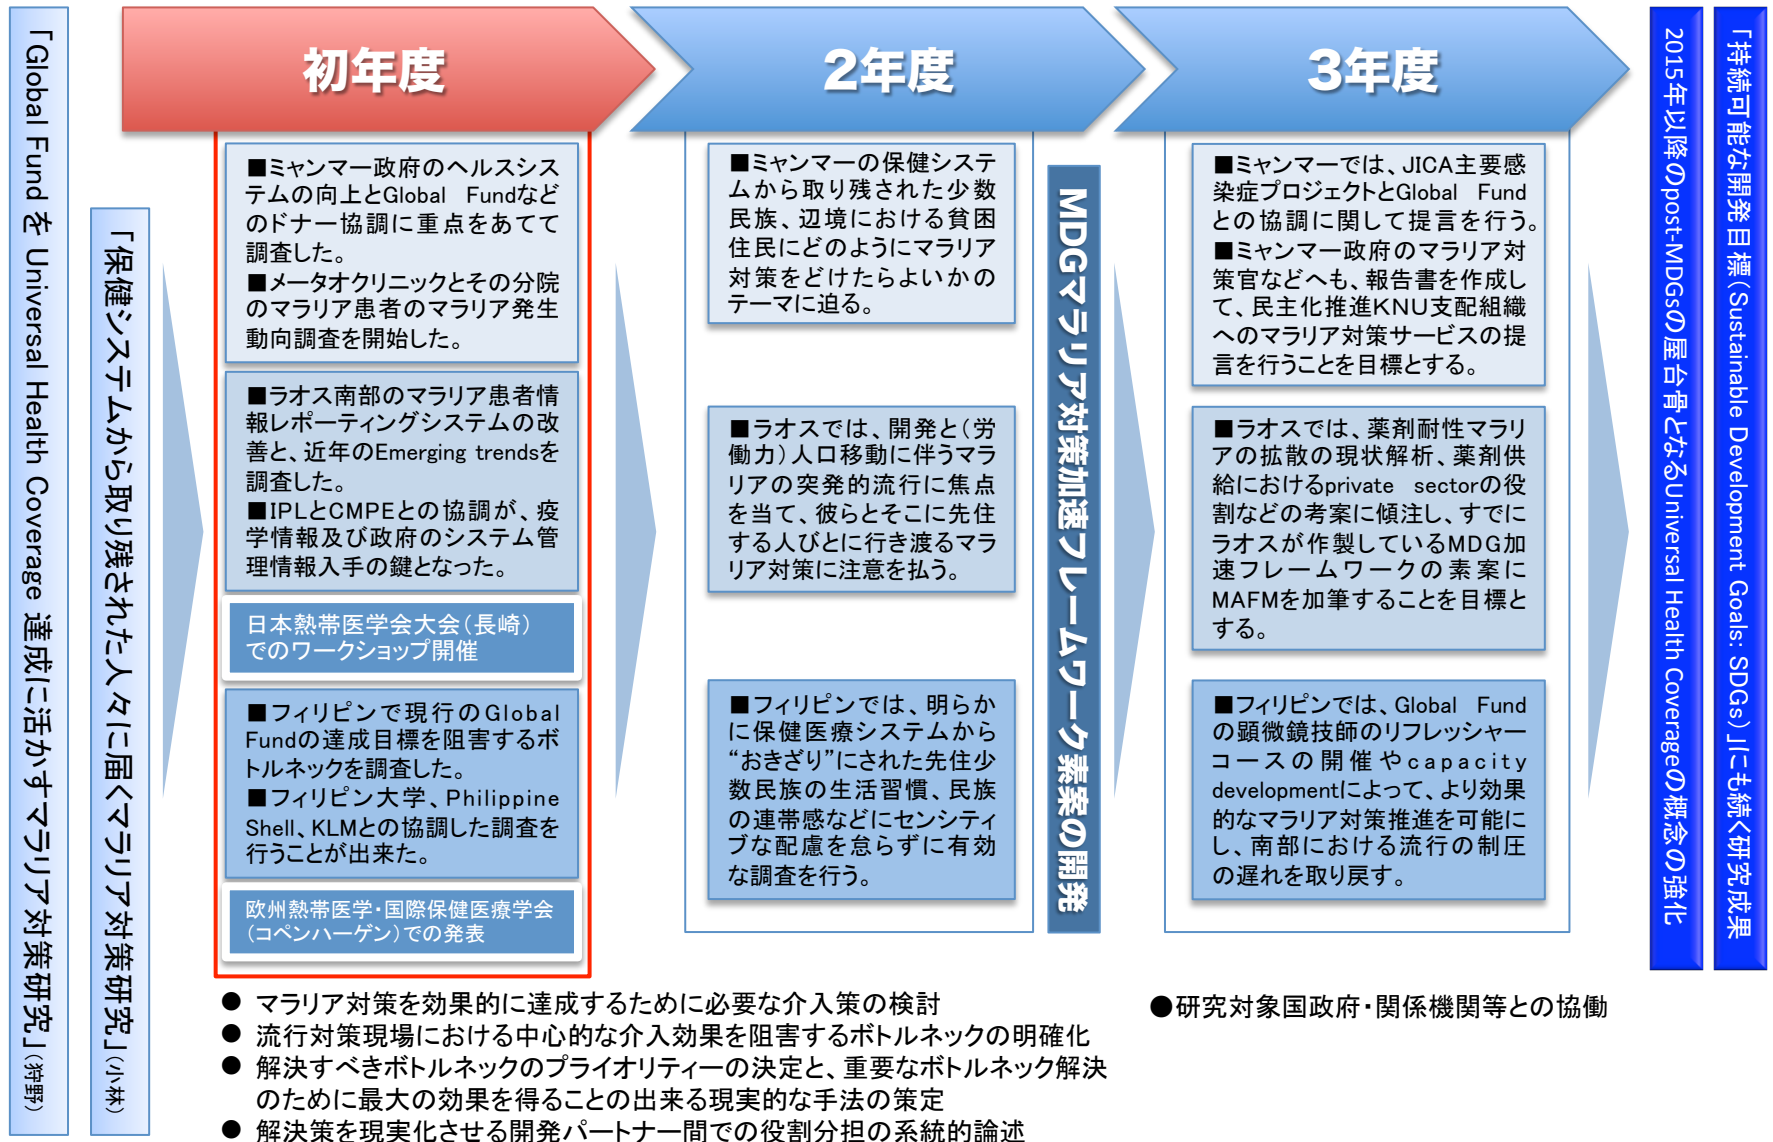 「Global Fund を Universal Health Coverage 達成に活かすマラリア対策研究」(狩野)
「保健システムから取り残された人々に届くマラリア対策研究」(小林)
初年度
■ミャンマー政府のヘルスシス
テムの向上とGlobal Fundなど
のドナー協調に重点をあてて
調査した。
■メータオクリニックとその分院
のマラリア患者のマラリア発生
動向調査を開始した。
■ラオス南部のマラリア患者情
報レポーティングシステムの改
善と、近年のEmerging trendsを
調査した。
■IPLとCMPEとの協調が、疫
学情報及び政府のシステム管
理情報入手の鍵となった。
日本熱帯医学会大会(長崎)
でのワークショップ開催
■フィリピンで現行のGlobal
Fundの達成目標を阻害するボ
トルネックを調査した。
■フィリピン大学、Philippine
Shell、KLMとの協調した調査を
行うことが出来た。
欧州熱帯医学・国際保健医療学会
(コペンハーゲン)での発表
2年度
■ミャンマーの保健システ
ムから取り残された少数
民族、辺境における貧困
住民にどのようにマラリア
対策をどけたらよいかの
テーマに迫る。
■ラオスでは、開発と(労
働力)人口移動に伴うマラ
リアの突発的流行に焦点
を当て、彼らとそこに先住
する人びとに行き渡るマラ
リア対策に注意を払う。
■フィリピンでは、明らか
に保健医療システムから
“おきざり”にされた先住少
数民族の生活習慣、民族
の連帯感などにセンシティ
ブな配慮を怠らずに有効
な調査を行う。
MDGマラリア対策加速フレームワーク素案の開発
3年度
■ミャンマーでは、JICA主要感
染症プロジェクトとGlobal Fund
との協調に関して提言を行う。
■ミャンマー政府のマラリア対
策官などへも、報告書を作成し
て、民主化推進KNU支配組織
へのマラリア対策サービスの提
言を行うことを目標とする。
■ラオスでは、薬剤耐性マラリ
アの拡散の現状解析、薬剤供
給におけるprivate sectorの役
割などの考案に傾注し、すでに
ラオスが作製しているMDG加
速フレームワークの素案に
MAFMを加筆することを目標と
する。
■フィリピンでは、Global Fund
の顕微鏡技師のリフレッシャー
コースの開催やcapacity
developmentによって、より効果
的なマラリア対策推進を可能に
し、南部における流行の制圧
の遅れを取り戻す。
2015年以降のpost-MDGsの屋台骨となるUniversal Health Coverageの概念の強化
「持続可能な開発目標(Sustainable Development Goals: SDGs)」にも続く研究成果
● マラリア対策を効果的に達成するために必要な介入策の検討
● 流行対策現場における中心的な介入効果を阻害するボトルネックの明確化
● 解決すべきボトルネックのプライオリティーの決定と、重要なボトルネック解決
のために最大の効果を得ることの出来る現実的な手法の策定
● 解決策を現実化させる開発パートナー間での役割分担の系統的論述
●研究対象国政府・関係機関等との協働